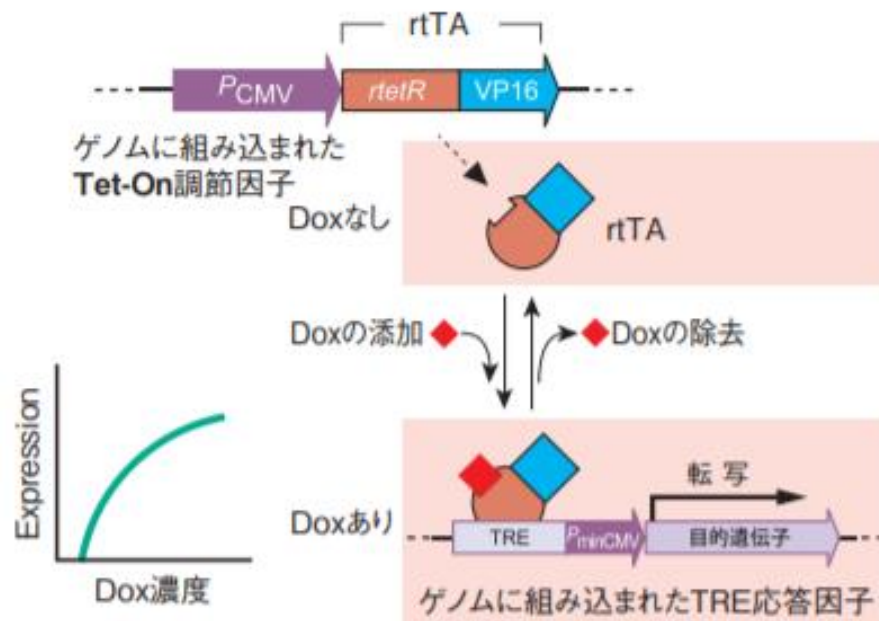 rtTA
PCMV
rtetR
VP16
ゲノムに組み込まれた
Tet-On調節因子
Doxなし
rtTA
Doxの添加
Doxの除去
Expression
Dox濃度
Doxあり
転写
TRE
PminCMV
目的遺伝子
ゲノムに組み込まれたTRE応答因子